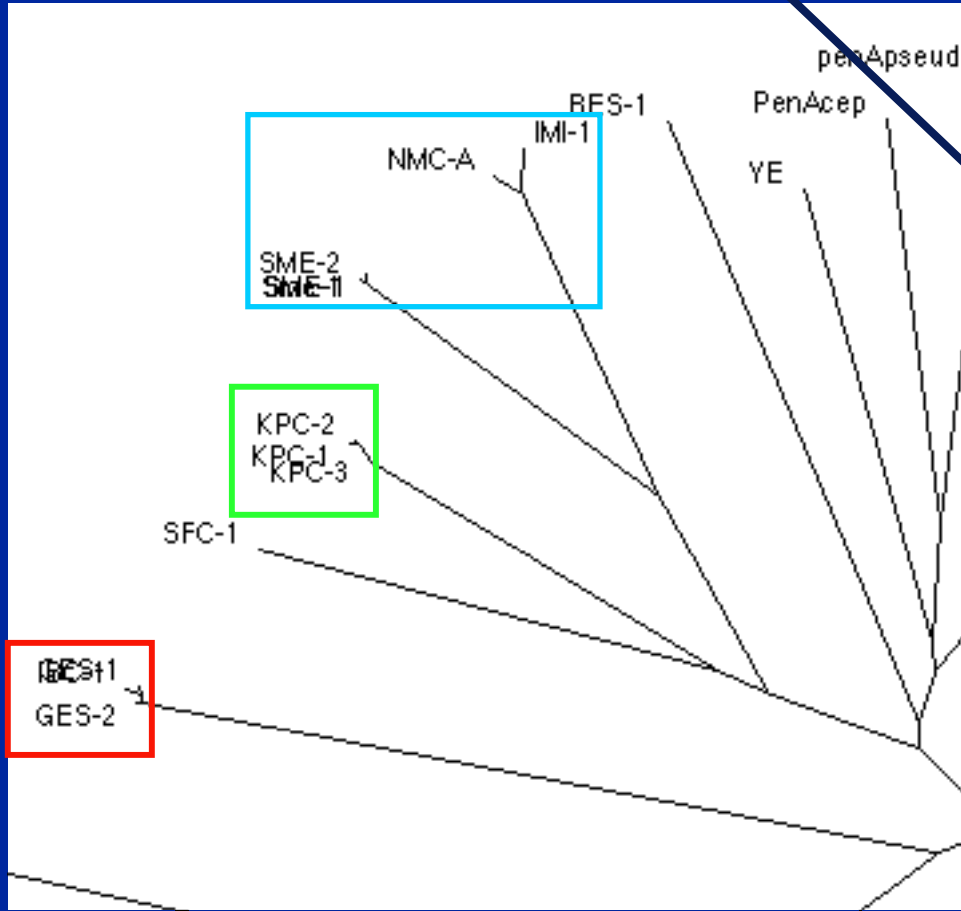 penApseud
PenAcep
BES-1
IMI-1
NMC-A
YE
SME-2
KPC-2
KPC-1
KPC-3
SFC-1
GES-2